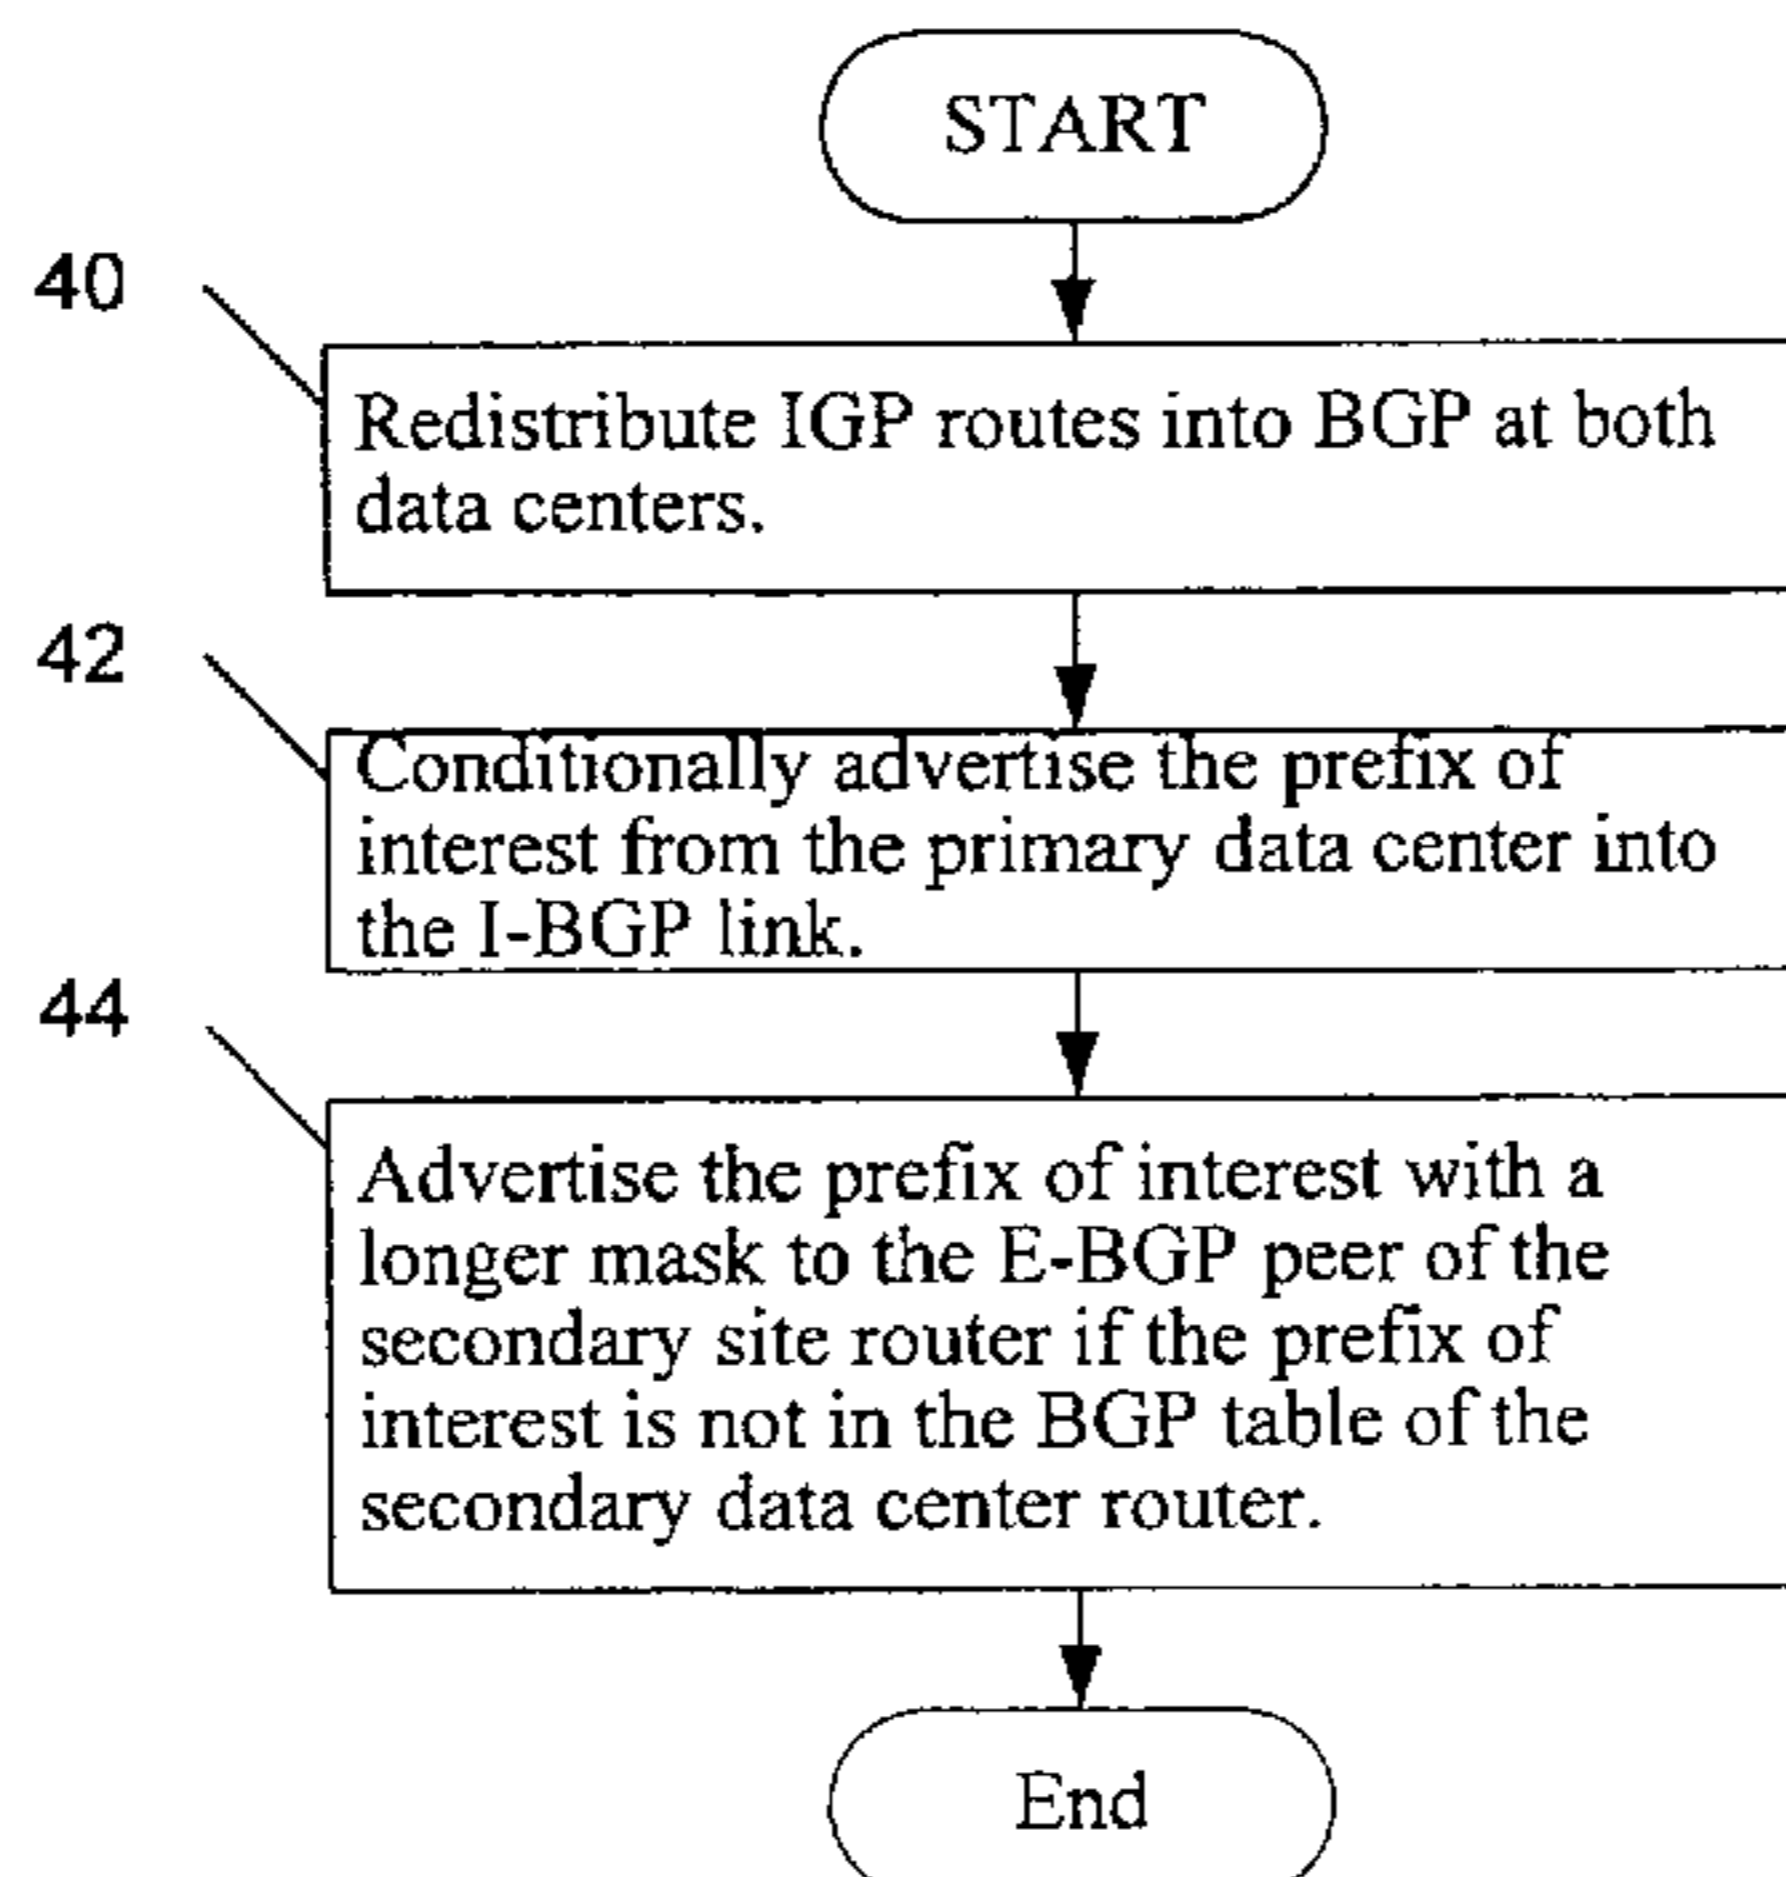 START
40
Redistribute IGP routes into BGP at both
data centers.
42
Conditionally advertise the prefix of
interest from the primary data center into
the I-BGP link.
44
Advertise the prefix of interest with a
longer mask to the E-BGP peer of the
secondary site router if the prefix of
interest is not in the BGP table of the
secondary data center router.
End